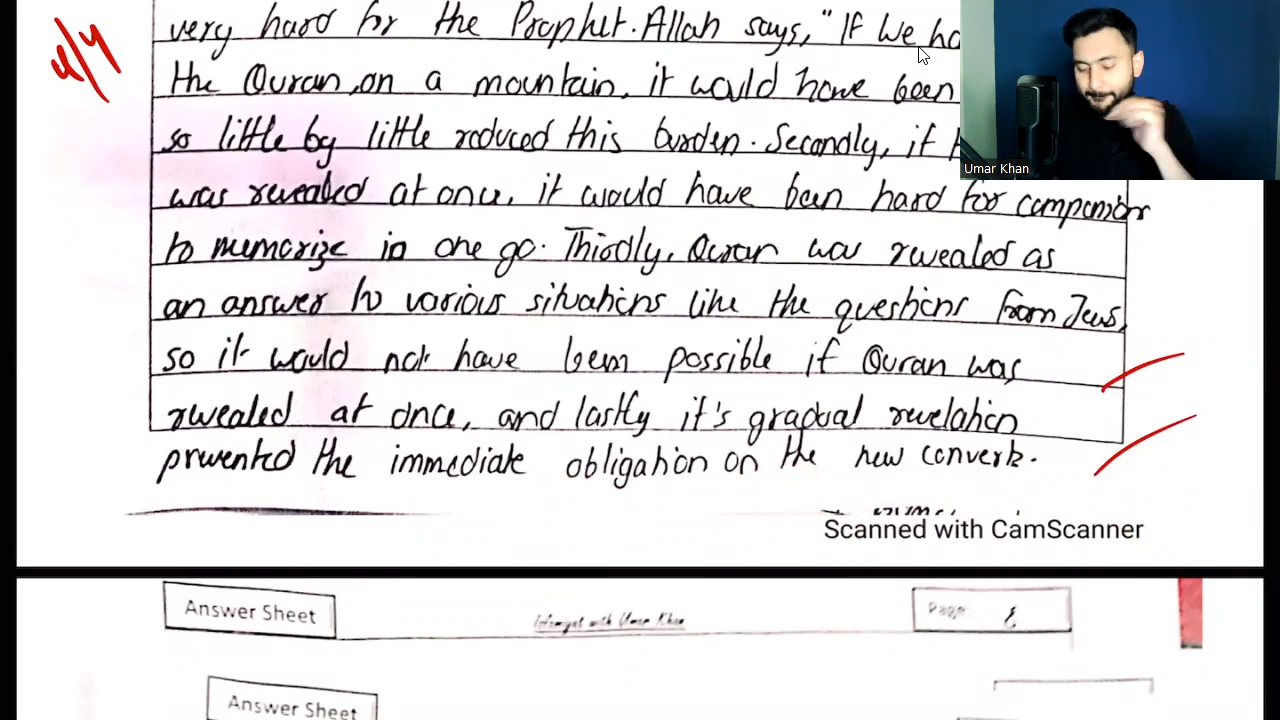 4/4
very hard for the Prophet. Allah says, "If We ha
the Quran, on a mountain, it would have been
so little by little reduced this burden. Secondly, if
was revealed at once, it would have been hard for companions
to memorize in one go. Thirdly, Quran was revealed as
an answer to various situations like the questions from Jews,
so it would not have been possible if Quran was
revealed at once, and lastly it's gradual revelation
prevented the immediate obligation on the new converts.
Umar Khan
Scanned with CamScanner
Answer Sheet
with Umar Khan
Page:
Answer Sheet